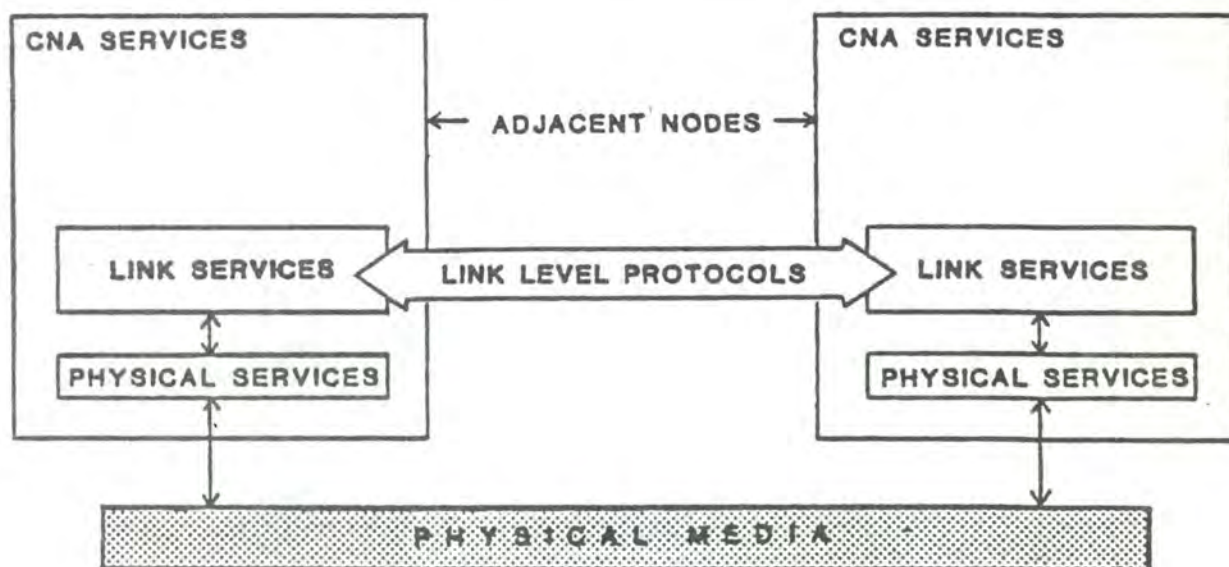 CNA SERVICES
CNA SERVICES
ADJACENT NODES
LINK SERVICES
LINK LEVEL PROTOCOLS
LINK SERVICES
PHYSICAL SERVICES
PHYSICAL SERVICES
PHYSICAL MEDIA